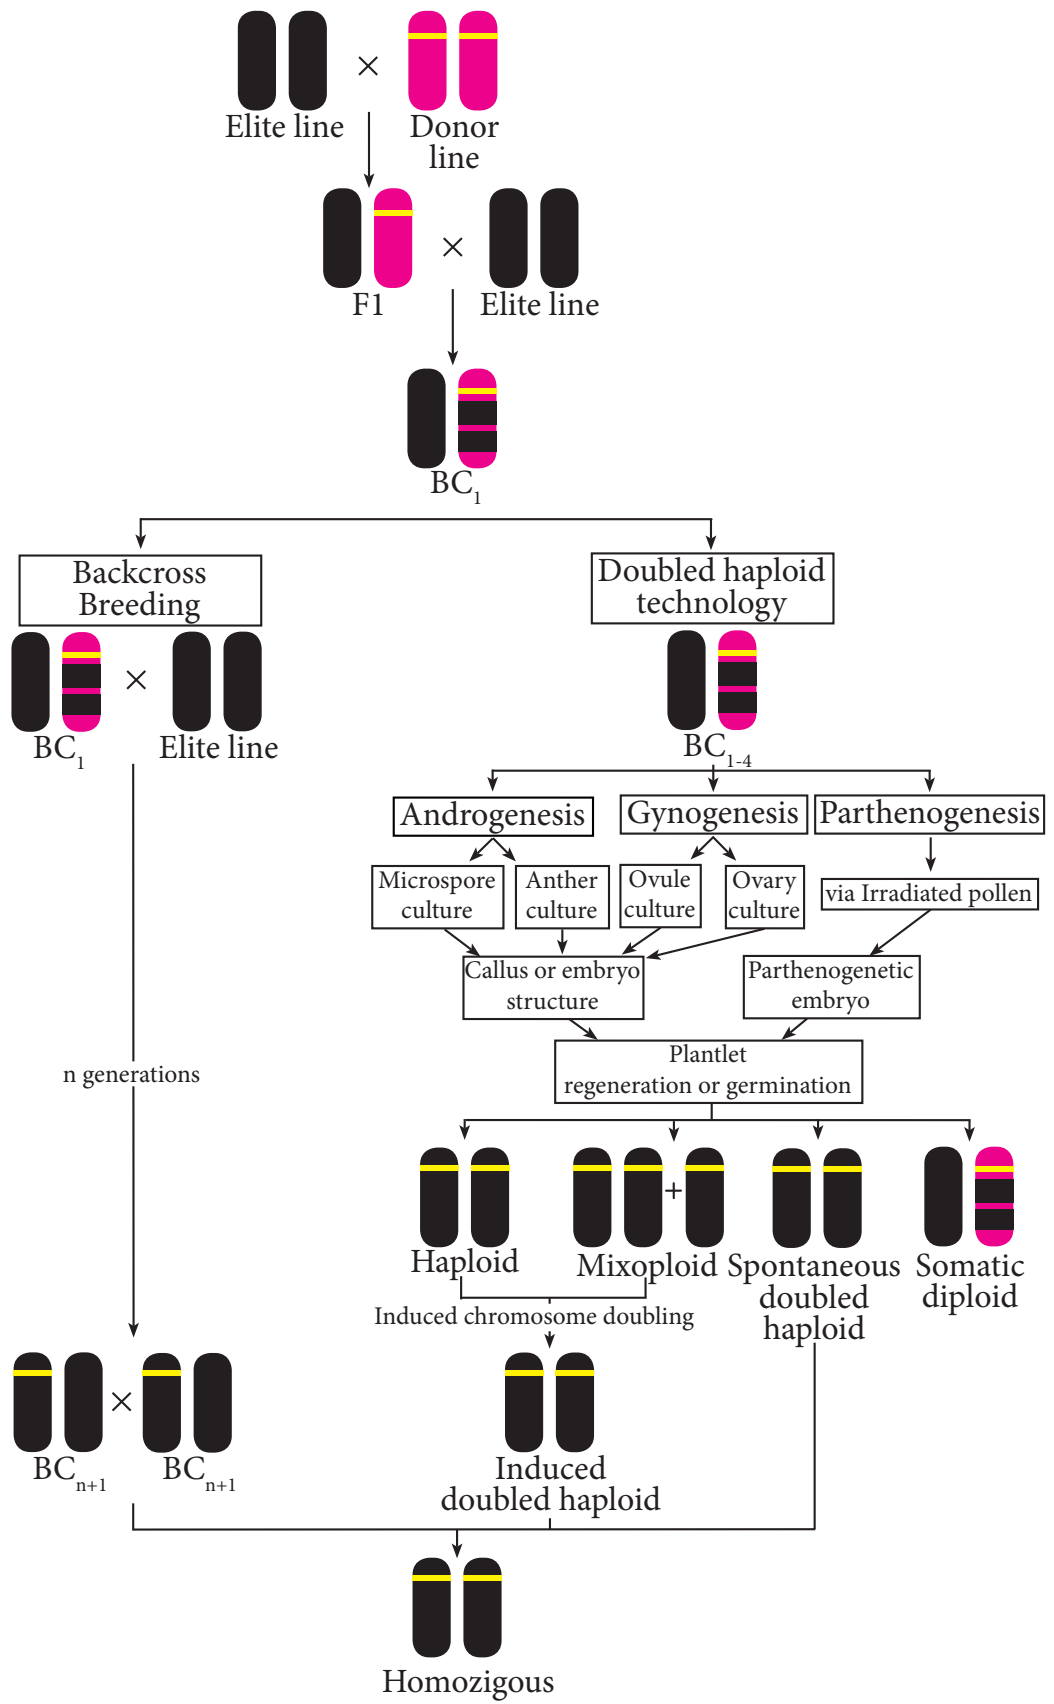 ×
Elite line
Donor
line
×
F1
Elite line
BC1
Backcross
Breeding
Doubled haploid
technology
×
BC1
Elite line
BC1-4
Androgenesis
Gynogenesis
Parthenogenesis
Microspore
culture
Anther
culture
Ovule
culture
Ovary
culture
via Irradiated pollen
Callus or embryo
structure
Parthenogenetic
embryo
Plantlet
regeneration or germination
n generations
+
Haploid
Mixoploid
Spontaneous
doubled
haploid
Somatic
diploid
Induced chromosome doubling
×
BCn+1
BCn+1
Induced
doubled haploid
Homozigous